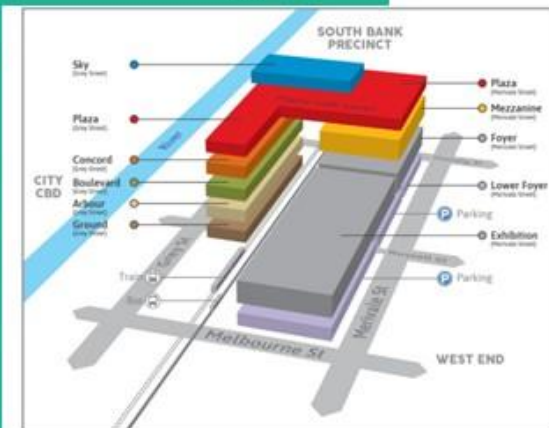 SOUTH BANK
PRECINCT
Sky
(Grey Street)
Plaza
(Grey Street)
Concord
(Grey Street)
Boulevard
(Grey Street)
Arbour
(Grey Street)
Ground
(Grey Street)
CITY
CBD
River
Plaza
(Merivale Street)
Mezzanine
(Merivale Street)
Foyer
(Merivale Street)
Lower Foyer
(Merivale Street)
P Parking
Exhibition
(Merivale Street)
P Parking
Train
Bus
Grey St
Melbourne St
Merivale St
WEST END